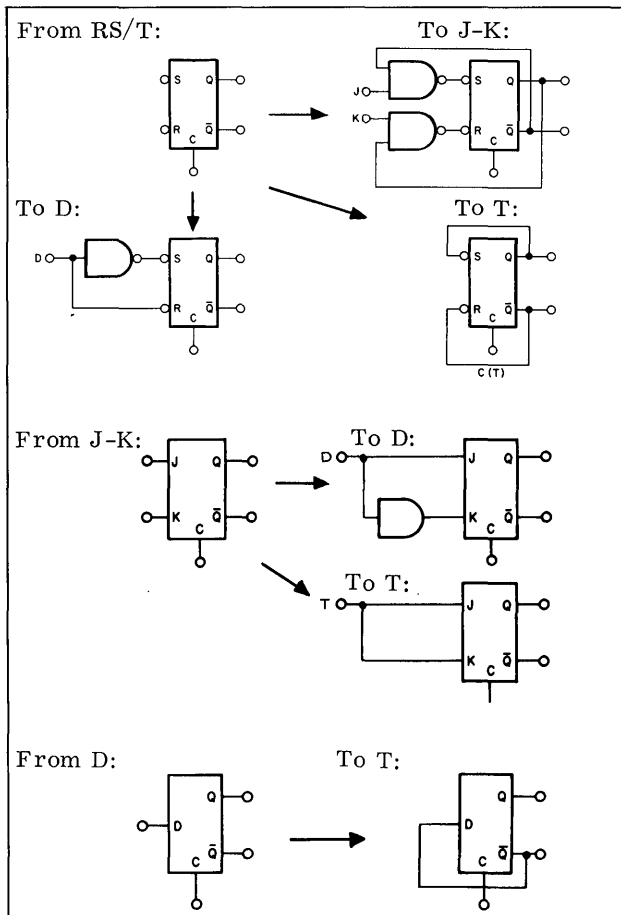 From RS/T:
To J-K:
S Q
R Q̄
C
J
K
S Q
R Q̄
C
To D:
D
S Q
R Q̄
C
To T:
S Q
R Q̄
C
C(T)
From J-K:
J Q
K Q̄
C
To D:
D
J Q
K Q̄
C
To T:
T
J Q
K Q̄
C
From D:
Q
D
Q̄
C
To T:
Q
D
Q̄
C